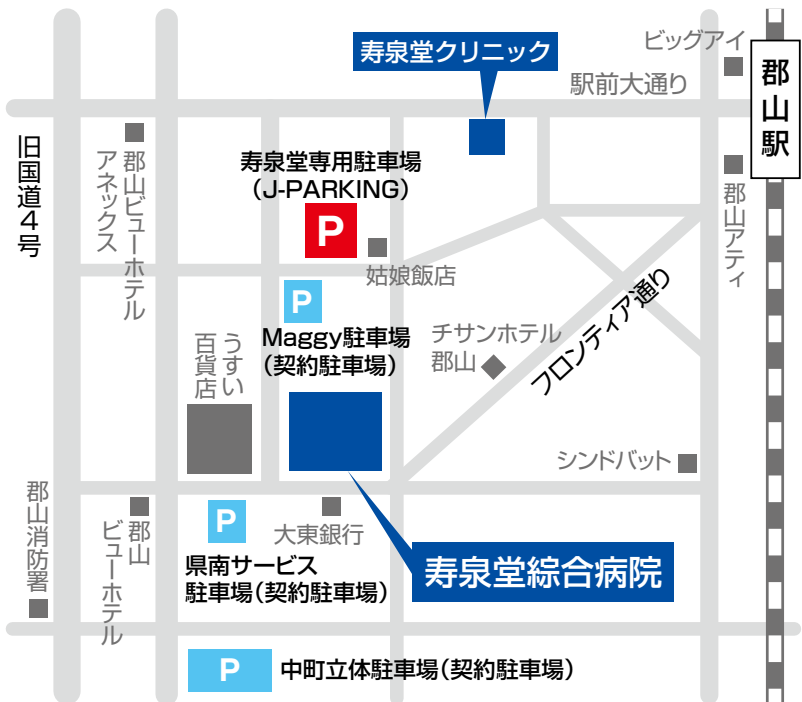 寿泉堂クリニック
ビッグアイ
駅前大通り
郡山駅
旧国道4号
郡山ビューホテル
アネックス
寿泉堂専用駐車場
(J-PARKING)
P
姑娘飯店
郡山アティ
P
Maggy駐車場
(契約駐車場)
チサンホテル
郡山
フロンティア通り
うすい
百貨店
シンドバット
郡山消防署
郡山
ビューホテル
P
大東銀行
県南サービス
駐車場(契約駐車場)
寿泉堂綜合病院
P
中町立体駐車場(契約駐車場)